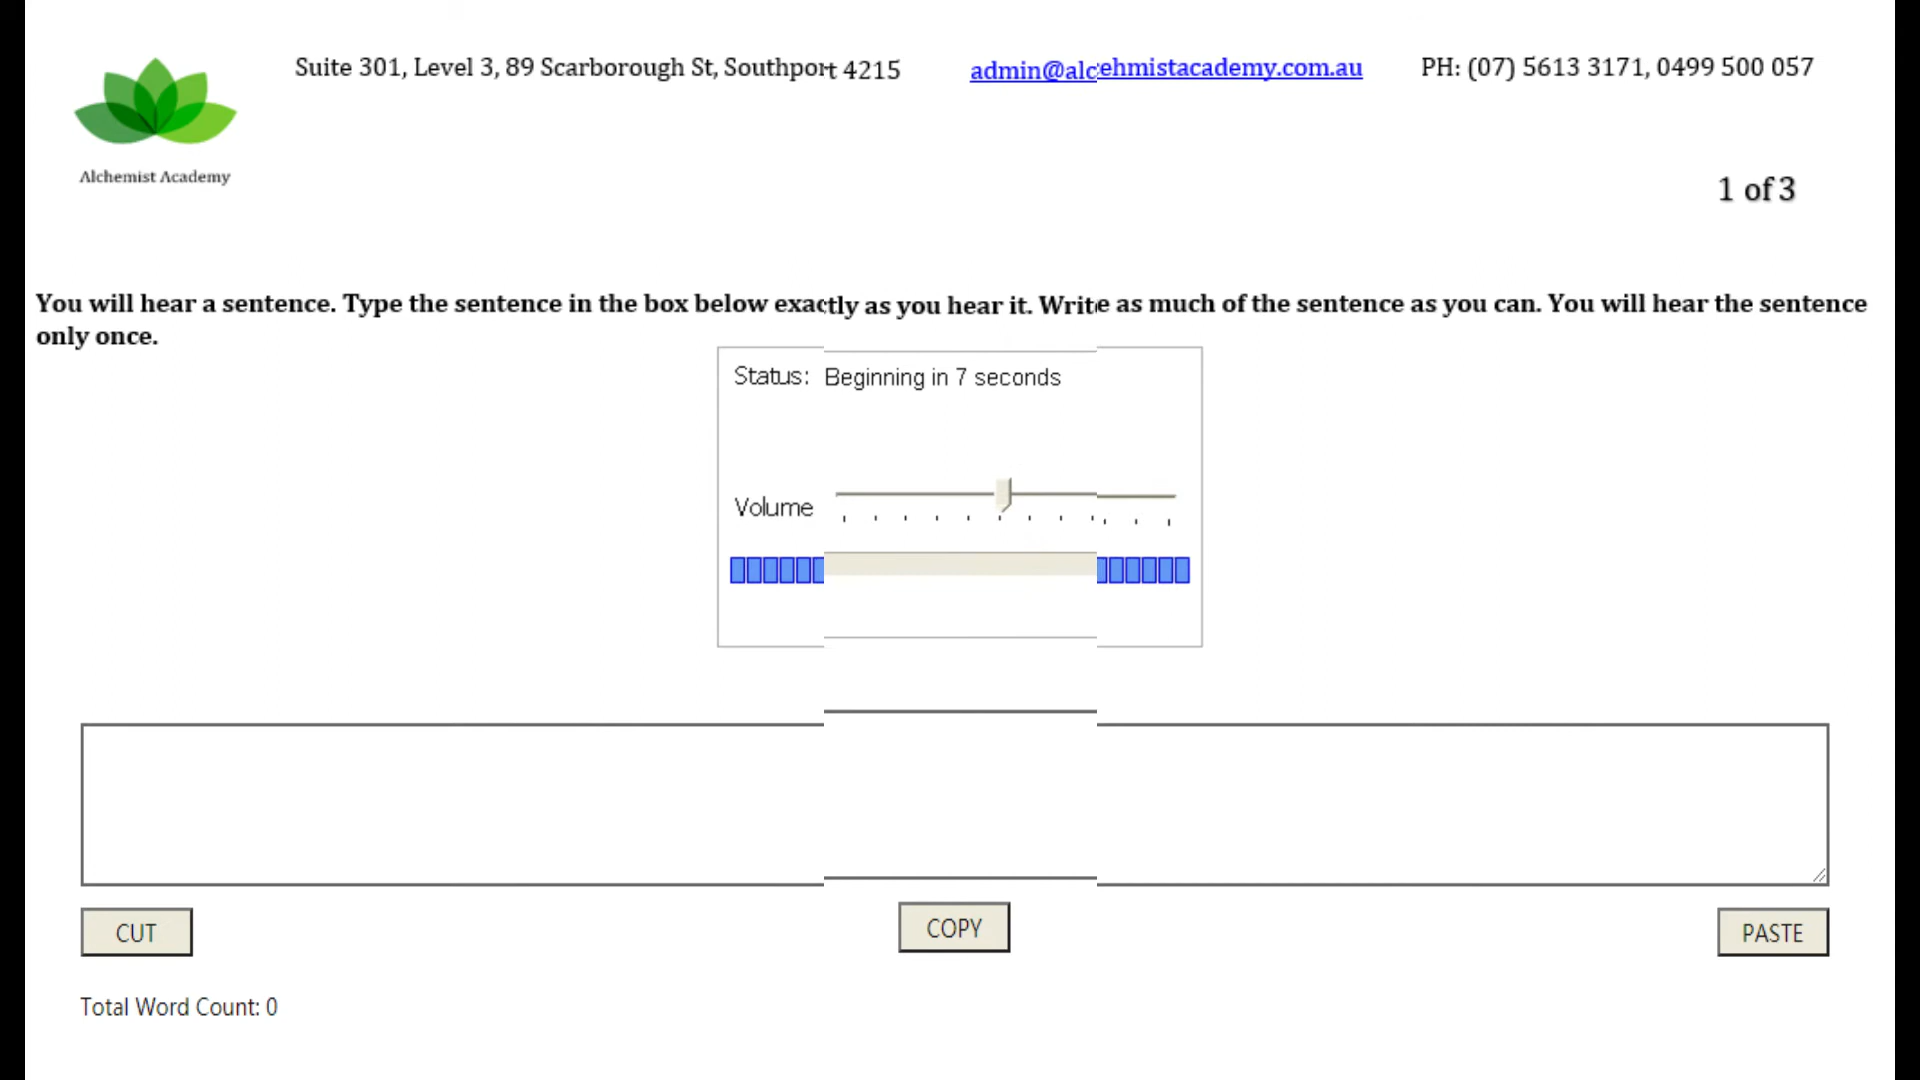 Suite 301, Level 3, 89 Scarborough St, Southport 4215 admin@alcehmistacademy.com.au PH: (07) 5613 3171, 0499 500 057
Alchemist Academy
1 of 3
You will hear a sentence. Type the sentence in the box below exactly as you hear it. Write as much of the sentence as you can. You will hear the sentence
only once.
Status: Beginning in 7 seconds
Volume
CUT COPY PASTE
Total Word Count: 0